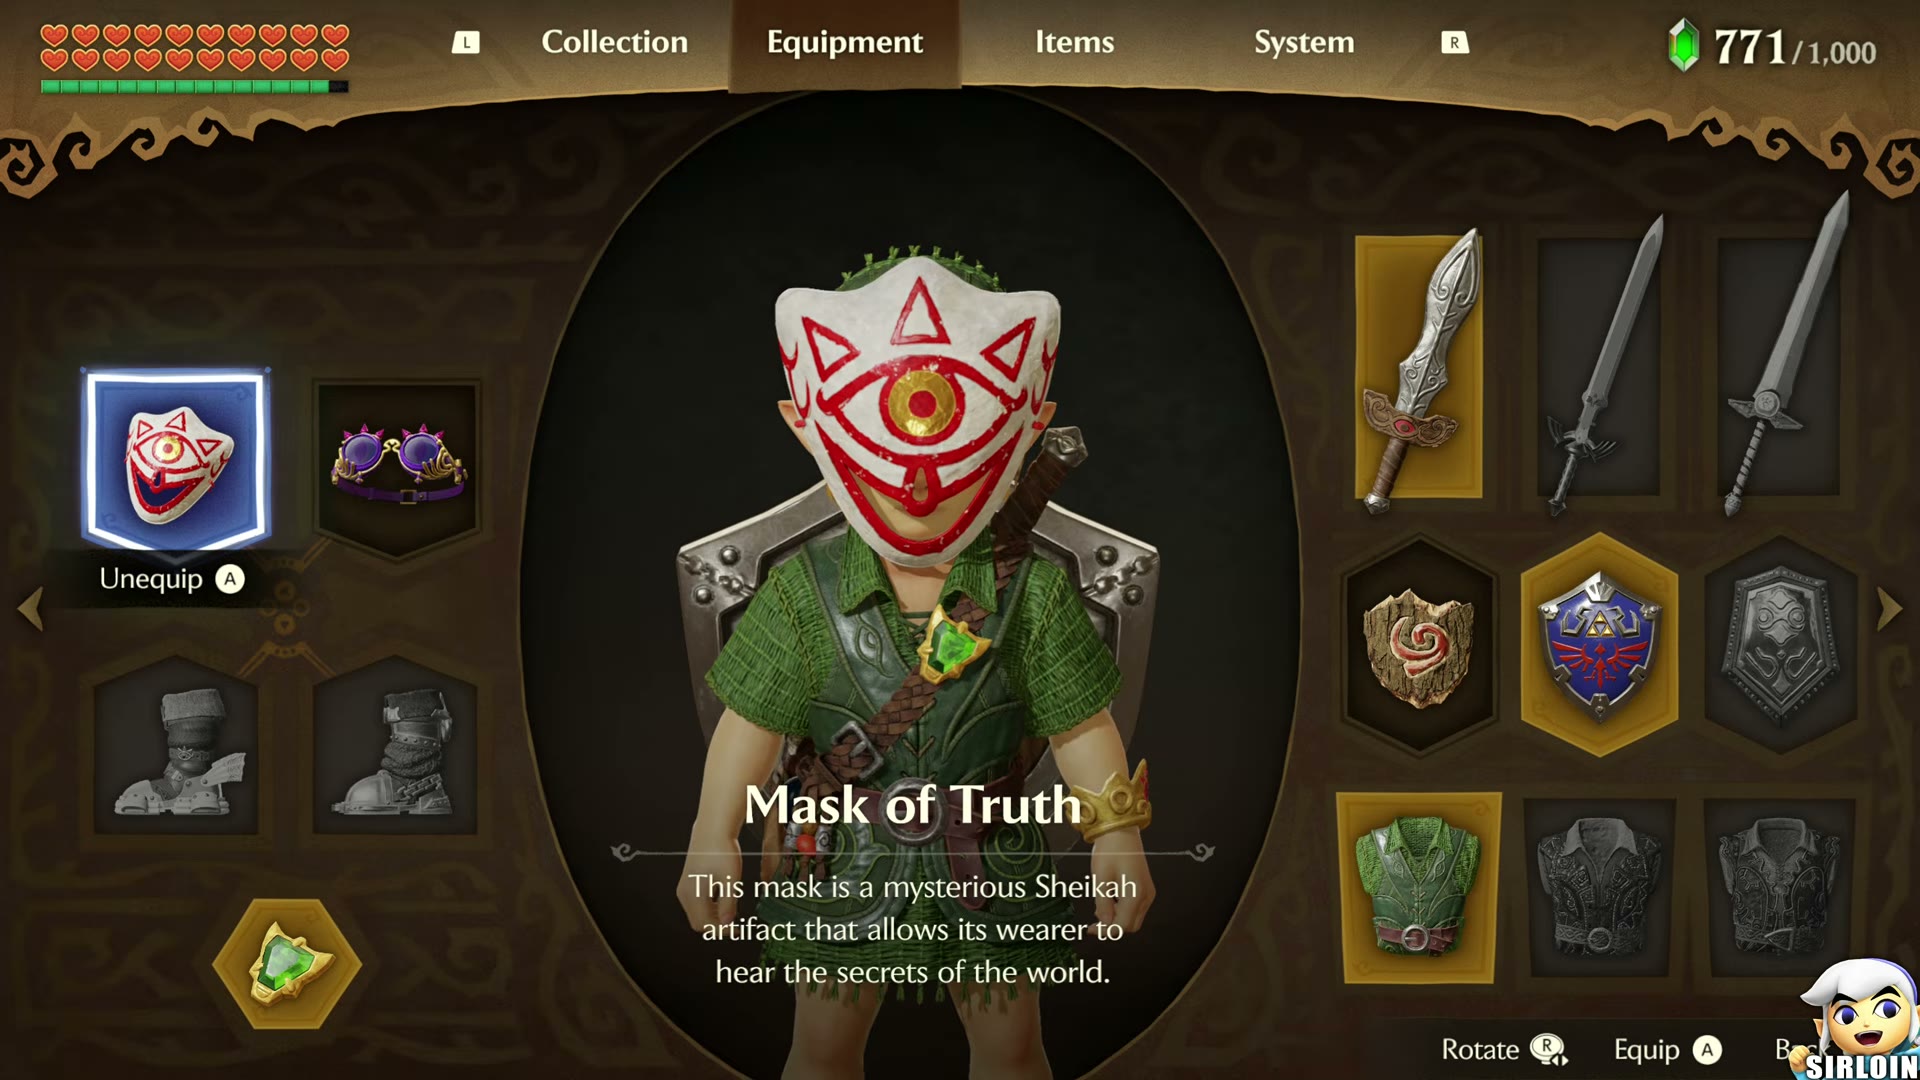 L
Collection
Equipment
Items
System
R
771/1,000
Unequip A
Mask of Truth
This mask is a mysterious Sheikah
artifact that allows its wearer to
hear the secrets of the world.
Rotate R
Equip A
SIRLOIN